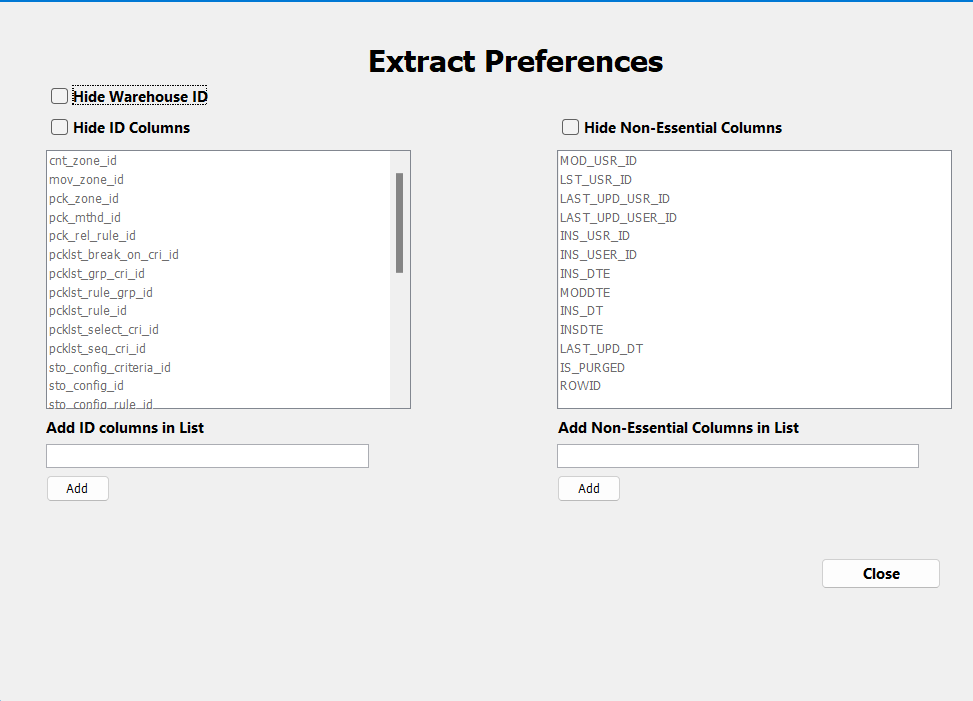 Extract Preferences
Hide Warehouse ID
Hide ID Columns
cnt_zone_id
mov_zone_id
pck_zone_id
pck_mthd_id
pck_rel_rule_id
pcklst_break_on_cri_id
pcklst_grp_cri_id
pcklst_rule_grp_id
pcklst_rule_id
pcklst_select_cri_id
pcklst_seq_cri_id
sto_config_criteria_id
sto_config_id
sto_config_rule_id
Add ID columns in List
Add
Hide Non-Essential Columns
MOD_USR_ID
LST_USR_ID
LAST_UPD_USR_ID
LAST_UPD_USER_ID
INS_USR_ID
INS_USER_ID
INS_DTE
MODDTE
INS_DT
INSDTE
LAST_UPD_DT
IS_PURGED
ROWID
Add Non-Essential Columns in List
Add
Close